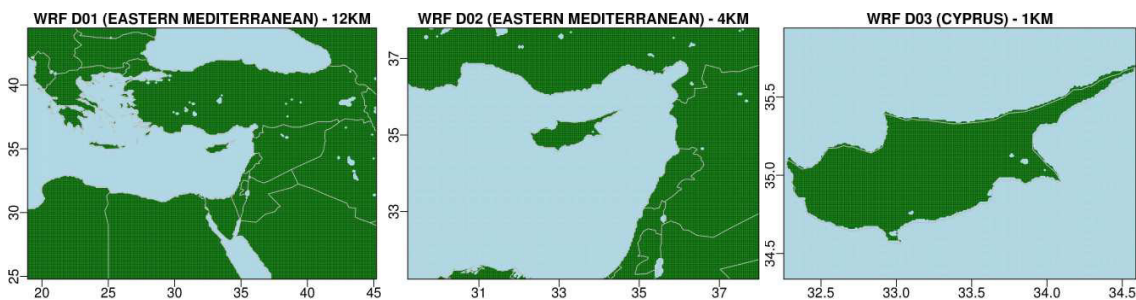 WRF D01 (EASTERN MEDITERRANEAN) - 12KM
40
35
30
25
20 25 30 35 40 45
WRF D02 (EASTERN MEDITERRANEAN) - 4KM
37
35
33
31 33 35 37
WRF D03 (CYPRUS) - 1KM
35.5
35.0
34.5
32.5 33.0 33.5 34.0 34.5